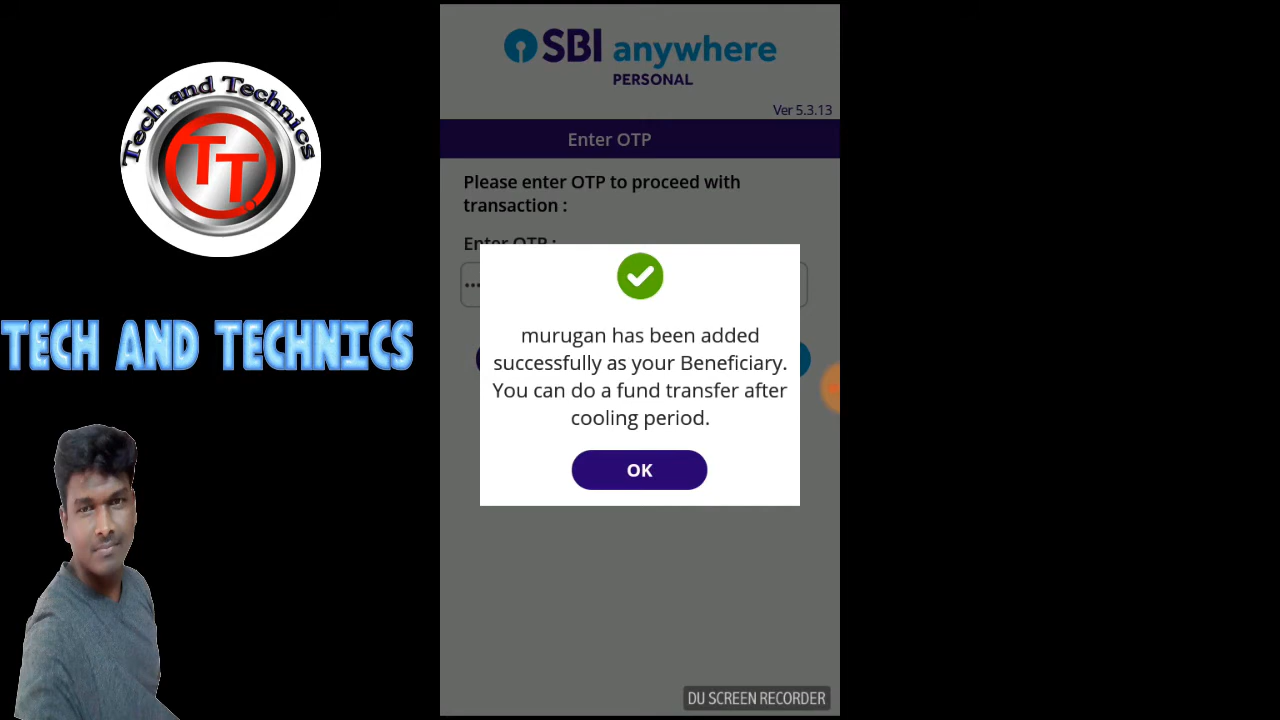 Tech and Technics
TT.
TECH AND TECHNICS
SBI anywhere
PERSONAL
Ver 5.3.13
Enter OTP
Please enter OTP to proceed with
transaction :
Enter OTP :
murugan has been added
successfully as your Beneficiary.
You can do a fund transfer after
cooling period.
OK
DU SCREEN RECORDER